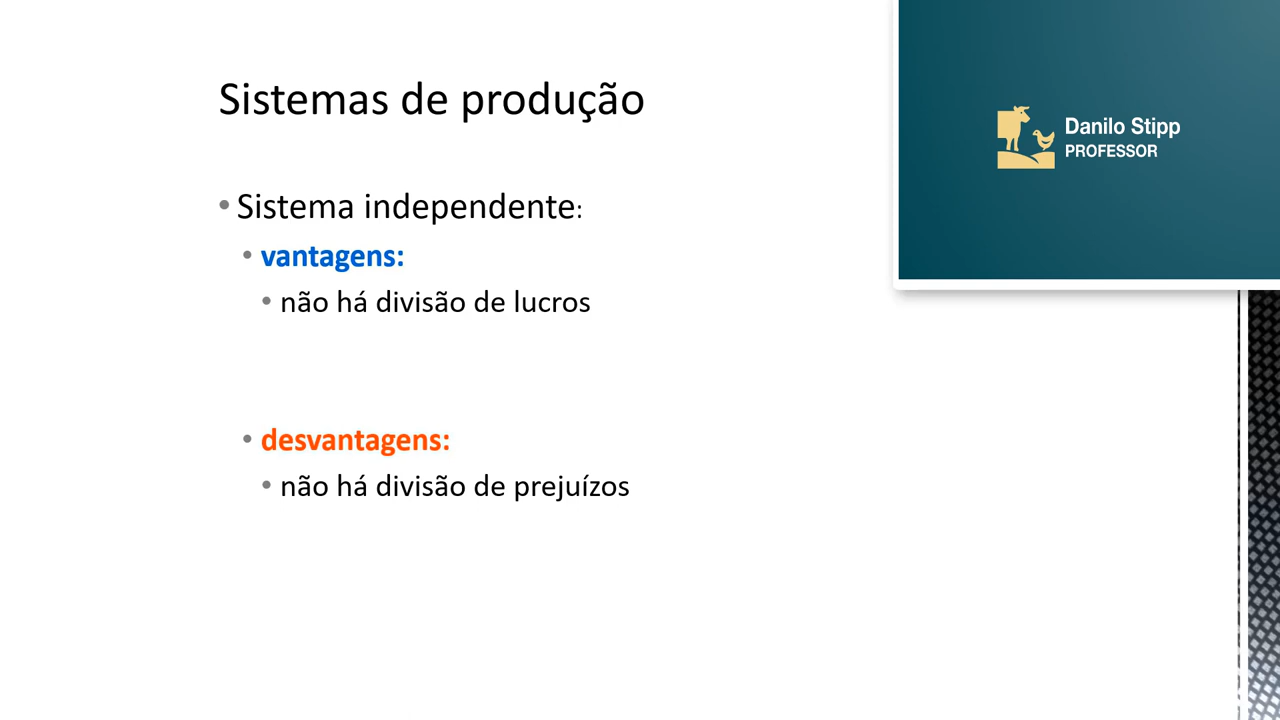 Sistemas de produção
Danilo Stipp
PROFESSOR
• Sistema independente:
• vantagens:
• não há divisão de lucros
• desvantagens:
• não há divisão de prejuízos